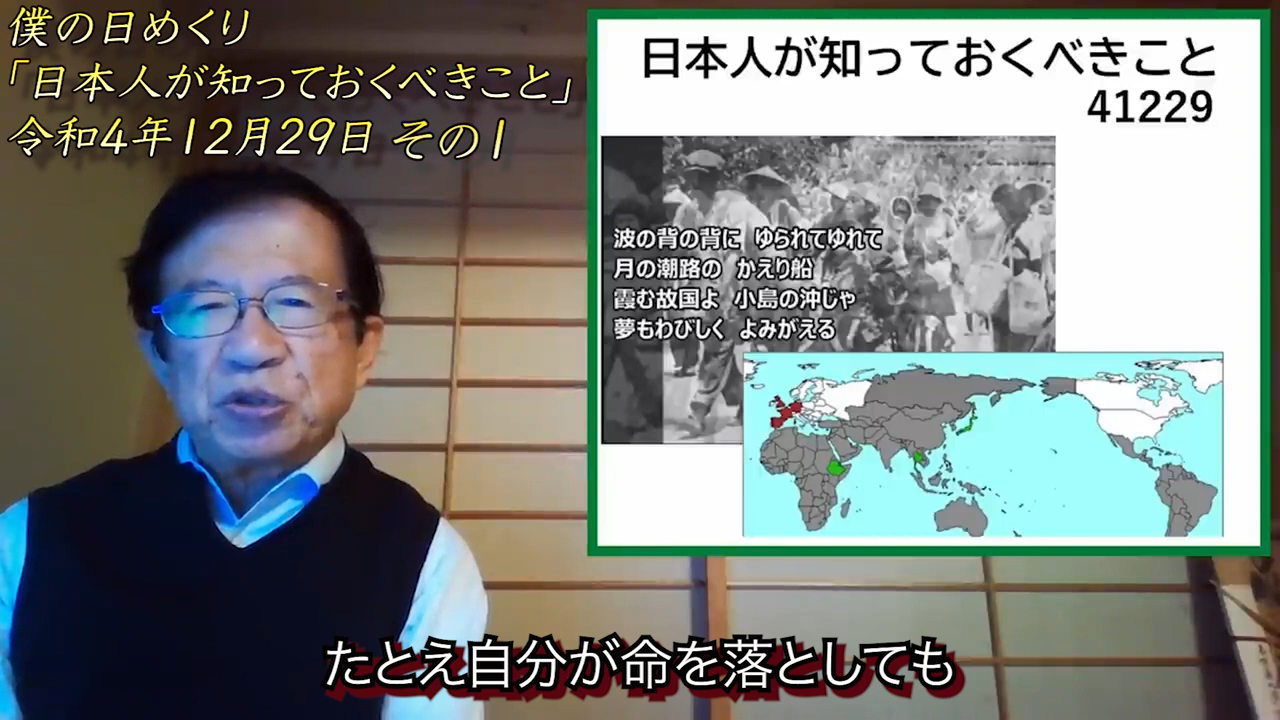 僕の日めくり
「日本人が知っておくべきこと」
令和4年12月29日 その1
日本人が知っておくべきこと
41229
波の背の背に ゆられてゆれて
月の潮路の かえり船
霞む故国よ 小島の沖じゃ
夢もわびしく よみがえる
たとえ自分が命を落としても